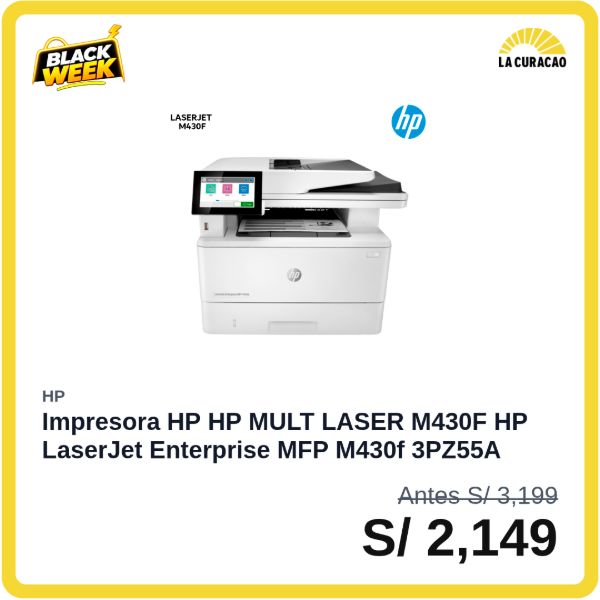 BLACK
WEEK
LA CURACAO
LASERJET
M430F
hp
hp
HP
Impresora HP HP MULT LASER M430F HP
LaserJet Enterprise MFP M430f 3PZ55A
Antes S/ 3,199
S/ 2,149